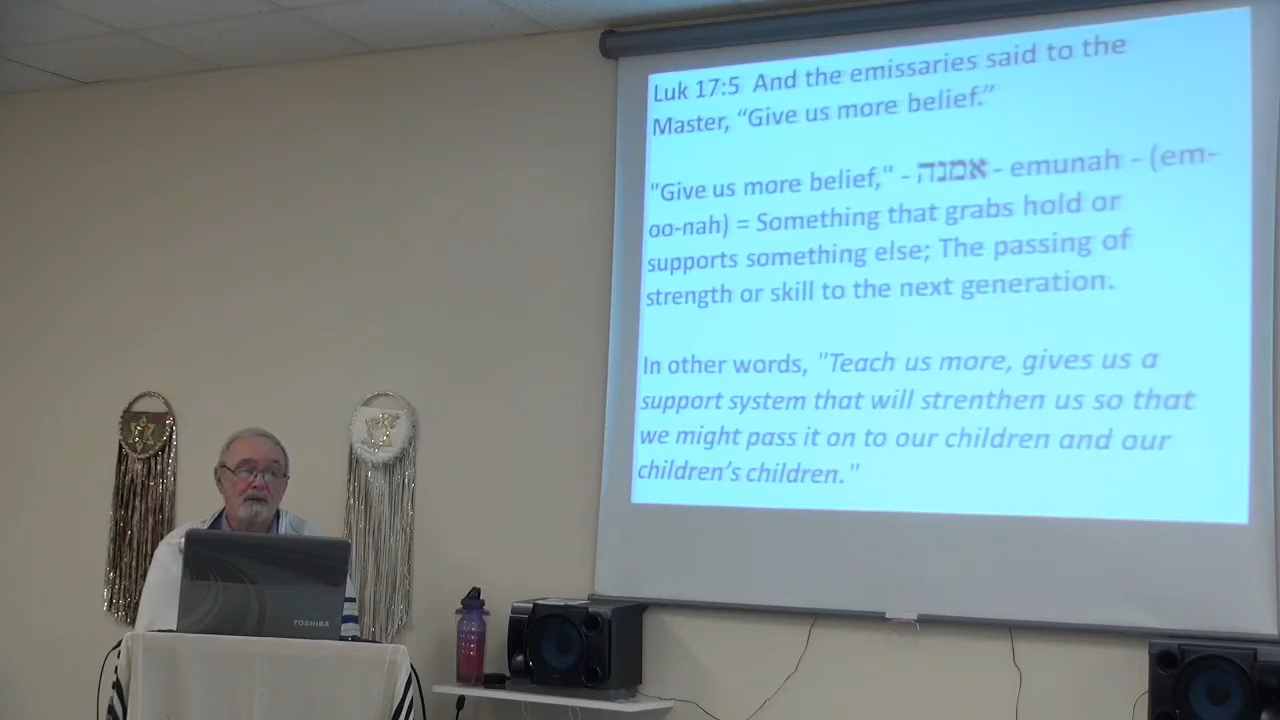 Luk 17:5 And the emissaries said to the
Master, “Give us more belief.”
"Give us more belief," - אמנה - emunah - (em-
oo-nah) = Something that grabs hold or
supports something else; The passing of
strength or skill to the next generation.
In other words, "Teach us more, gives us a
support system that will strenthen us so that
we might pass it on to our children and our
children’s children."
TOSHIBA